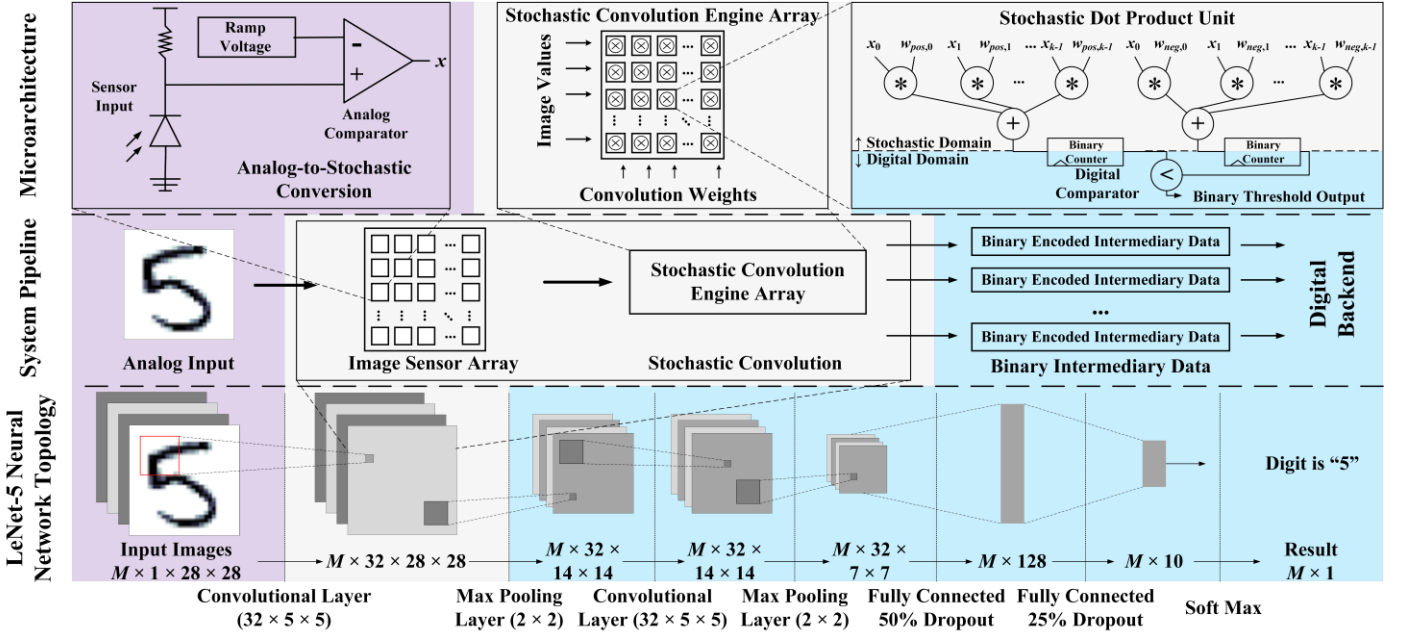 Microarchitecture
Ramp
Voltage
-
+
x
Sensor
Input
Analog
Comparator
Analog-to-Stochastic
Conversion
Stochastic Convolution Engine Array
Image Values
...
...
...
...
Convolution Weights
Stochastic Dot Product Unit
x0 wpos,0 x1 wpos,1 ... xk-1 wpos,k-1 x0 wneg,0 x1 wneg,1 xk-1 wneg,k-1
* * ... * * * ... *
+ +
↑ Stochastic Domain
↓ Digital Domain
Binary
Counter
Binary
Counter
Digital
Comparator
<
Binary Threshold Output
System Pipeline
Analog Input
...
...
...
...
Image Sensor Array
Stochastic Convolution
Engine Array
Stochastic Convolution
Binary Encoded Intermediary Data
Binary Encoded Intermediary Data
...
Binary Encoded Intermediary Data
Binary Intermediary Data
Digital
Backend
LeNet-5 Neural
Network Topology
Digit is “5”
Input Images
M × 1 × 28 × 28
M × 32 × 28 × 28
M × 32 ×
14 × 14
M × 32 ×
14 × 14
M × 32 ×
7 × 7
M × 128
M × 10
Result
M × 1
Convolutional Layer
(32 × 5 × 5)
Max Pooling
Layer (2 × 2)
Convolutional
Layer (32 × 5 × 5)
Max Pooling
Layer (2 × 2)
Fully Connected
50% Dropout
Fully Connected
25% Dropout
Soft Max